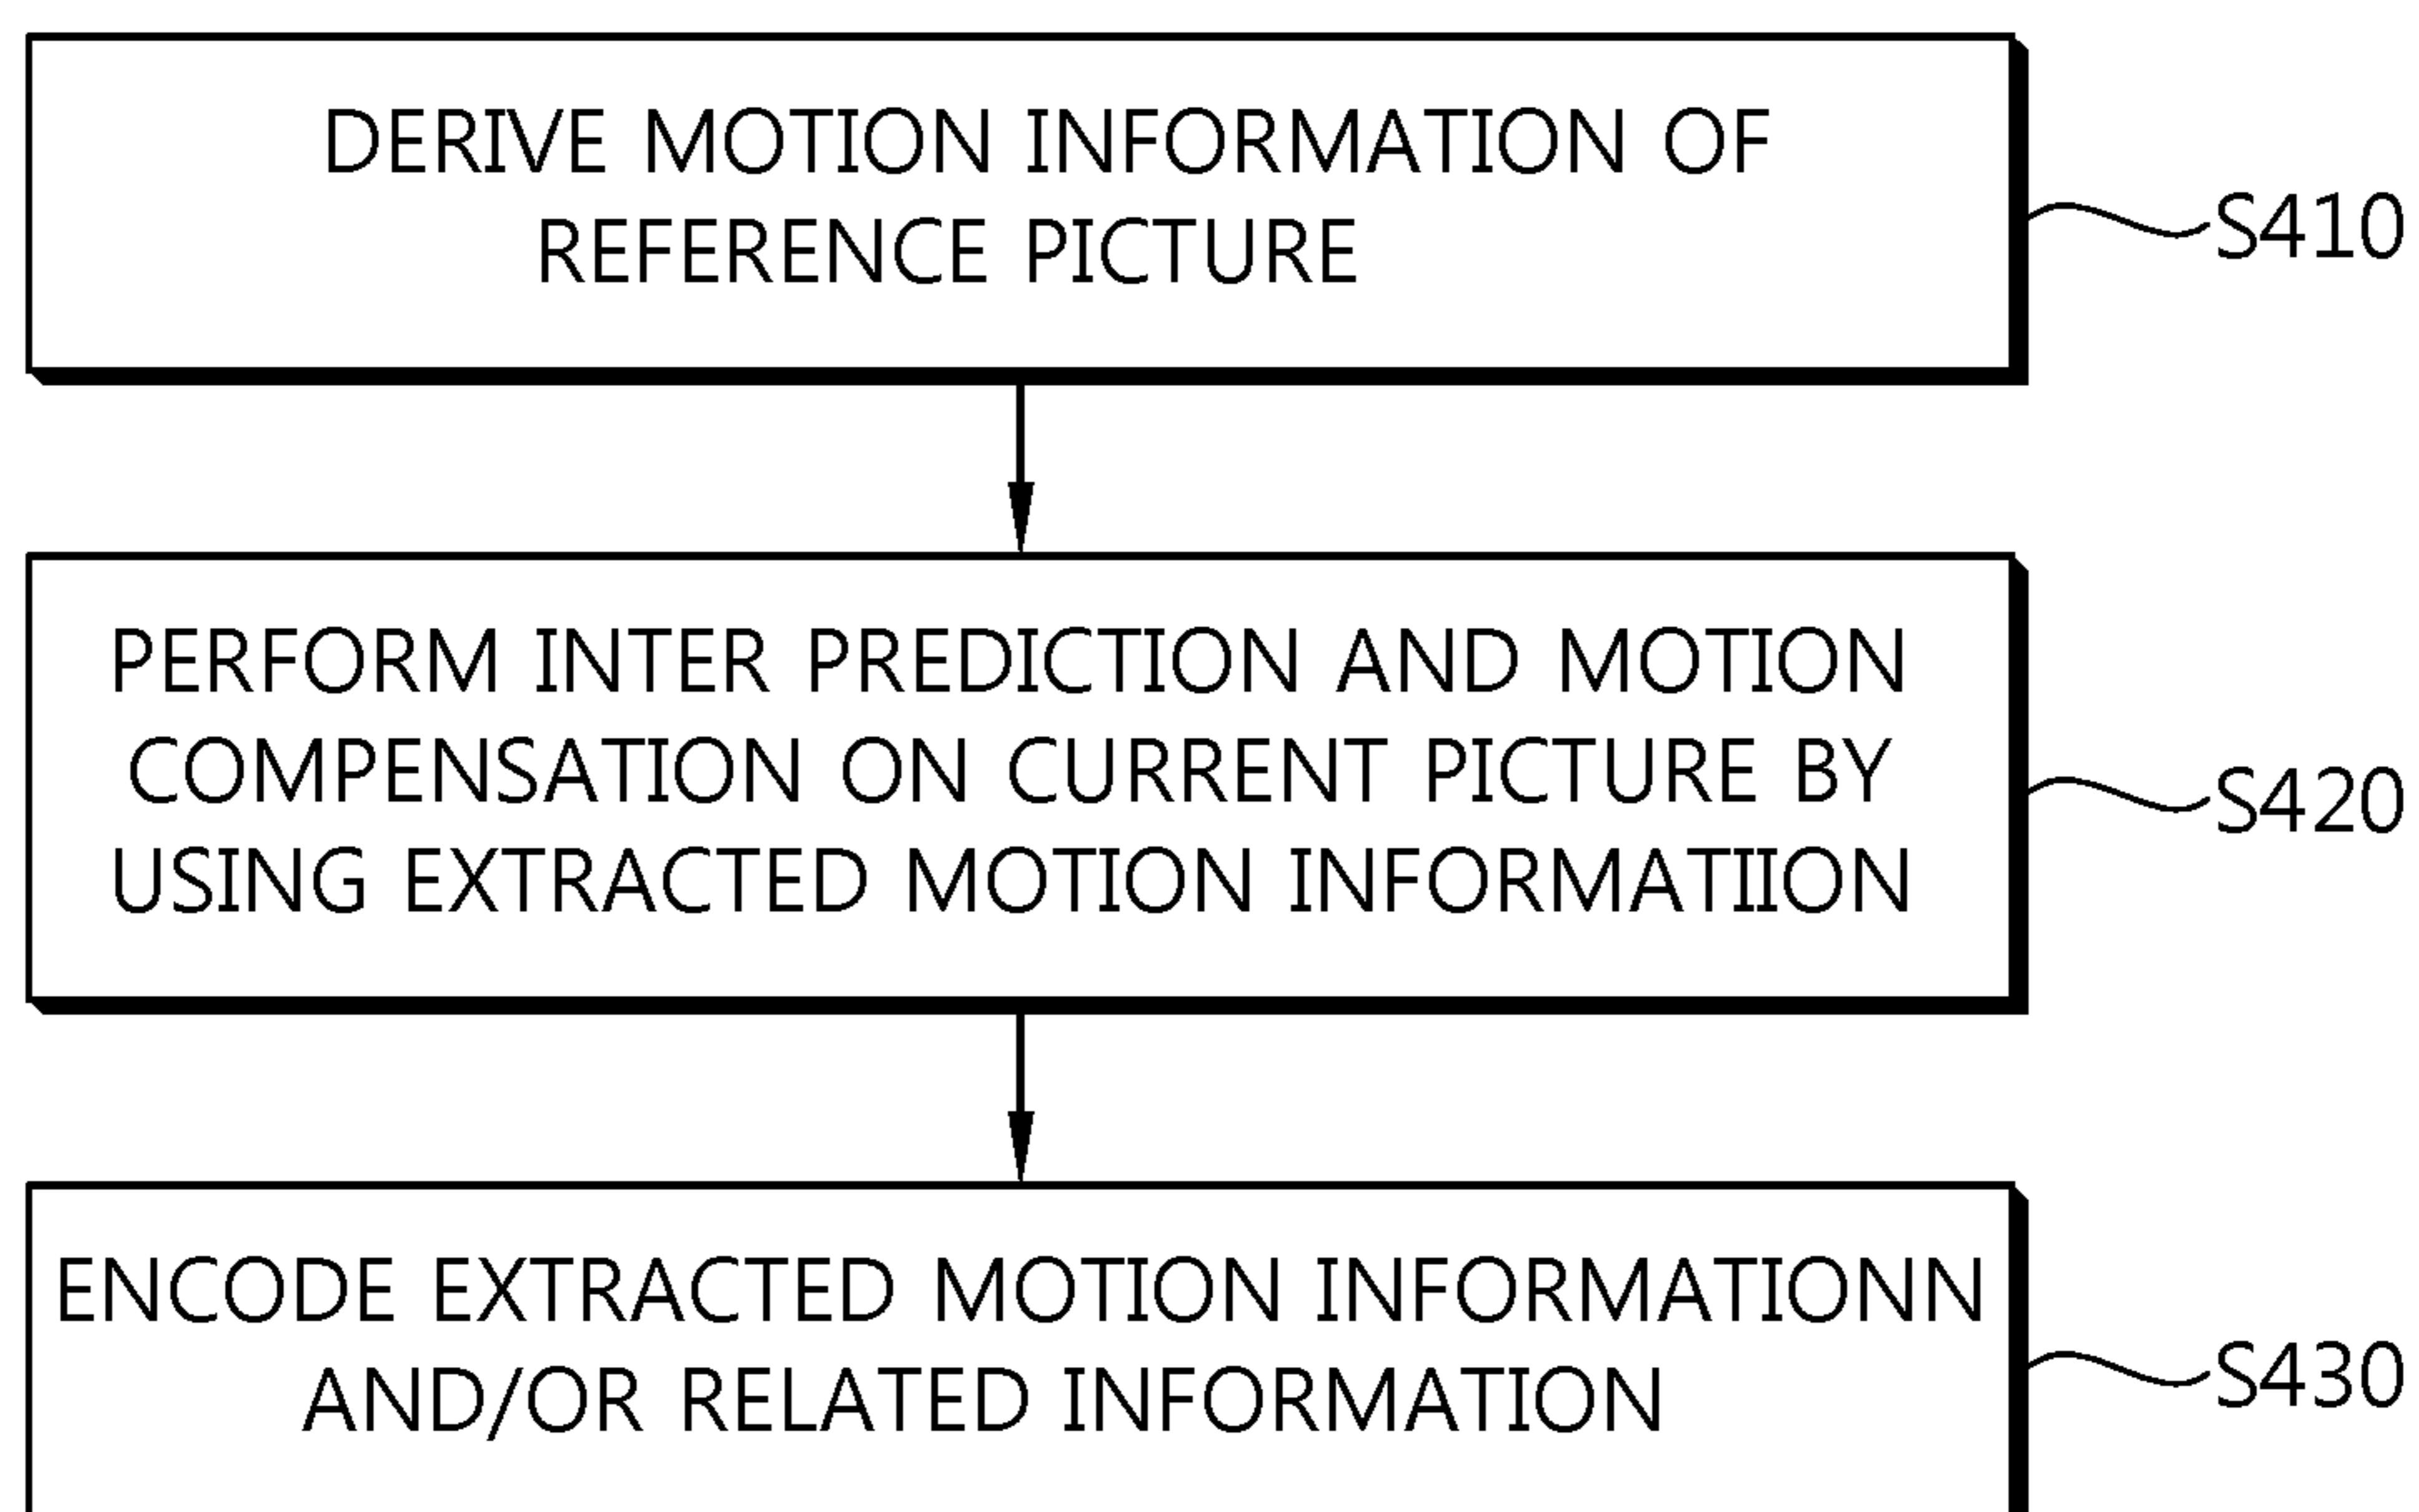 DERIVE MOTION INFORMATION OF
REFERENCE PICTURE
S410
PERFORM INTER PREDICTION AND MOTION
COMPENSATION ON CURRENT PICTURE BY
USING EXTRACTED MOTION INFORMATIION
S420
ENCODE EXTRACTED MOTION INFORMATIONN
AND/OR RELATED INFORMATION
S430